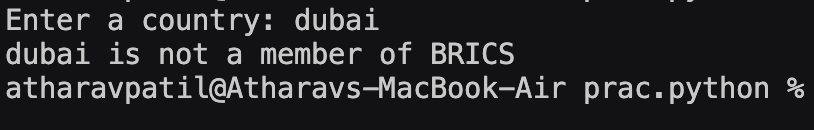 Enter a country: dubai
dubai is not a member of BRICS
atharavpatil@Atharavs-MacBook-Air prac.python %